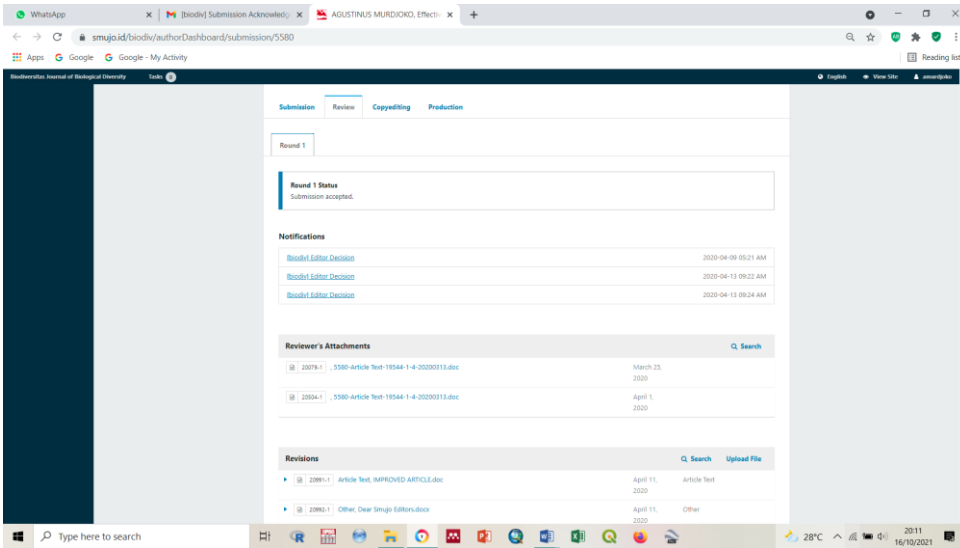 WhatsApp
[biodiv] Submission Acknowledge
AGUSTINUS MURDJOKO, Effectiv
smujo.id/biodiv/authorDashboard/submission/5580
Apps Google Google - My Activity Reading list
Biodiversitas Journal of Biological Diversity Tasks 0 English View Site amurdjoko
Submission Review Copyediting Production
Round 1
Round 1 Status
Submission accepted.
Notifications
[biodiv] Editor Decision 2020-04-09 05:21 AM
[biodiv] Editor Decision 2020-04-13 09:22 AM
[biodiv] Editor Decision 2020-04-13 09:24 AM
Reviewer's Attachments Search
20079-1 , 5580-Article Text-19544-1-4-20200313.doc March 25,
2020
20504-1 , 5580-Article Text-19544-1-4-20200313.doc April 1,
2020
Revisions Search Upload File
20991-1 Article Text, IMPROVED ARTICLE.doc April 11, Article Text
2020
20992-1 Other, Dear Smujo Editors.docx April 11, Other
2020
Type here to search
28°C
20:11
16/10/2021